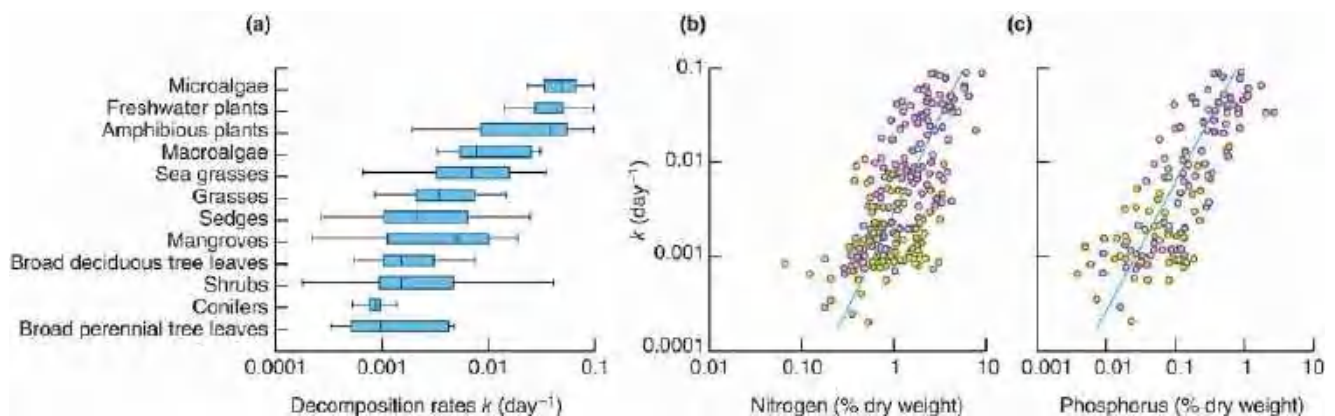 (a)
Microalgae
Freshwater plants
Amphibious plants
Macroalgae
Sea grasses
Grasses
Sedges
Mangroves
Broad deciduous tree leaves
Shrubs
Conifers
Broad perennial tree leaves
0.0001 0.001 0.01 0.1
Decomposition rates k (day⁻¹)
(b)
0.1
0.01
0.001
0.0001
k (day⁻¹)
0.01 0.10 1 10
Nitrogen (% dry weight)
(c)
0.001 0.01 0.1 1 10
Phosphorus (% dry weight)